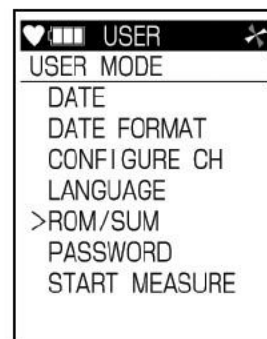 USER
USER MODE
DATE
DATE FORMAT
CONFIGURE CH
LANGUAGE
>ROM/SUM
PASSWORD
START MEASURE